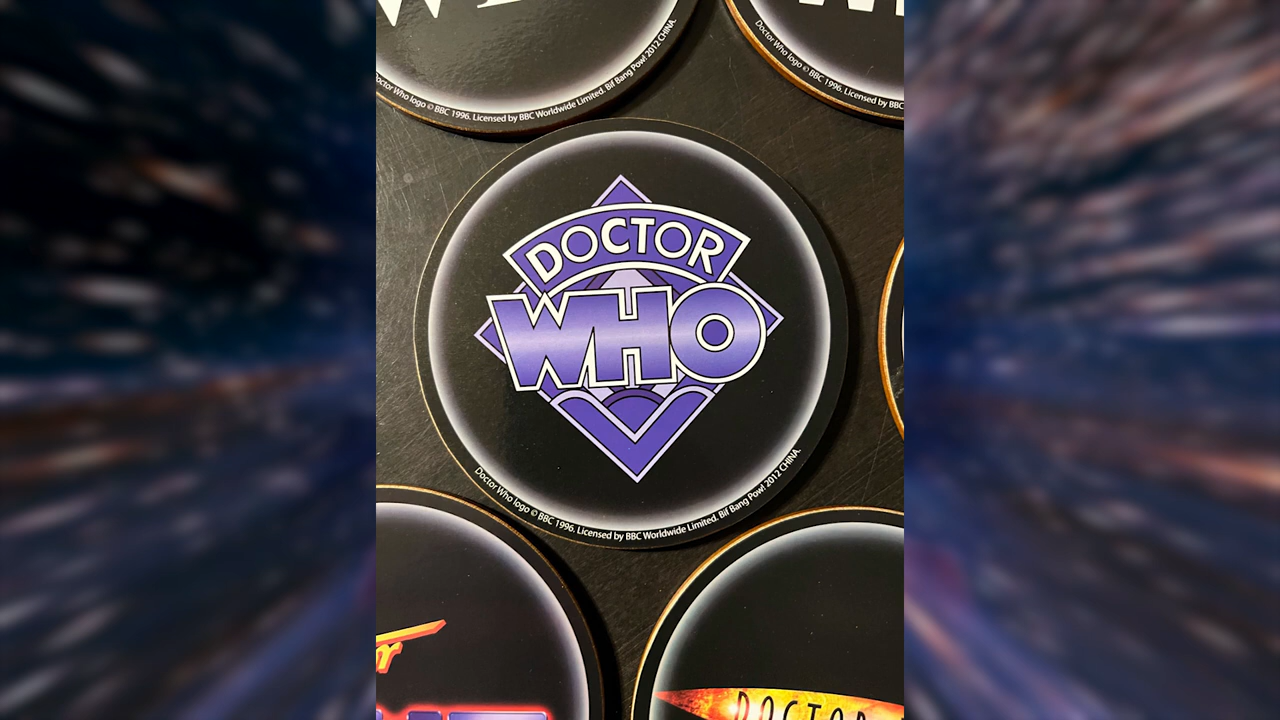 Doctor Who logo © BBC 1996. Licensed by BBC Worldwide Limited. Bif Bang Pow! 2012 CHINA.
Doctor Who logo © BBC 1996. Licensed by BBC
DOCTOR
WHO
Doctor Who logo © BBC 1996. Licensed by BBC Worldwide Limited. Bif Bang Pow! 2012 CHINA.
DOCTOR